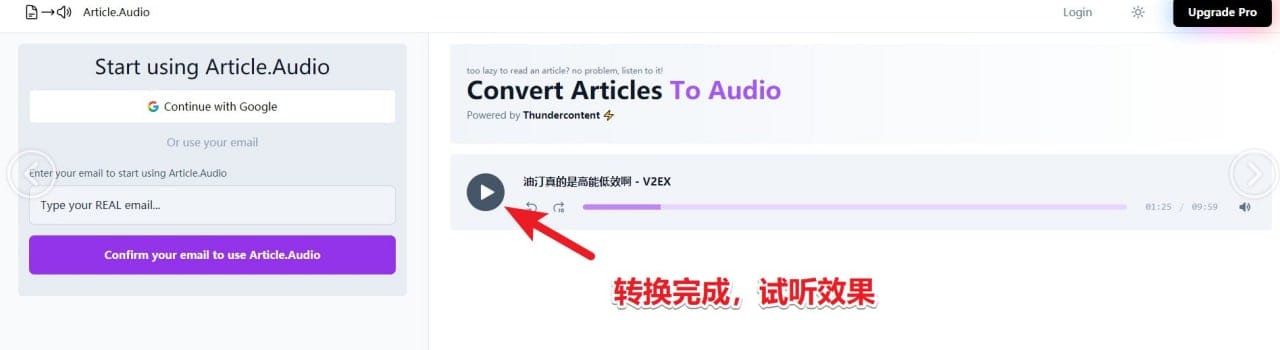 Article.Audio
Login
Upgrade Pro
Start using Article.Audio
Continue with Google
Or use your email
Enter your email to start using Article.Audio
Type your REAL email...
Confirm your email to use Article.Audio
too lazy to read an article? no problem, listen to it!
Convert Articles To Audio
Powered by Thundercontent
油汀真的是高能低效啊 - V2EX
10
01:25 / 09:59
转换完成，试听效果